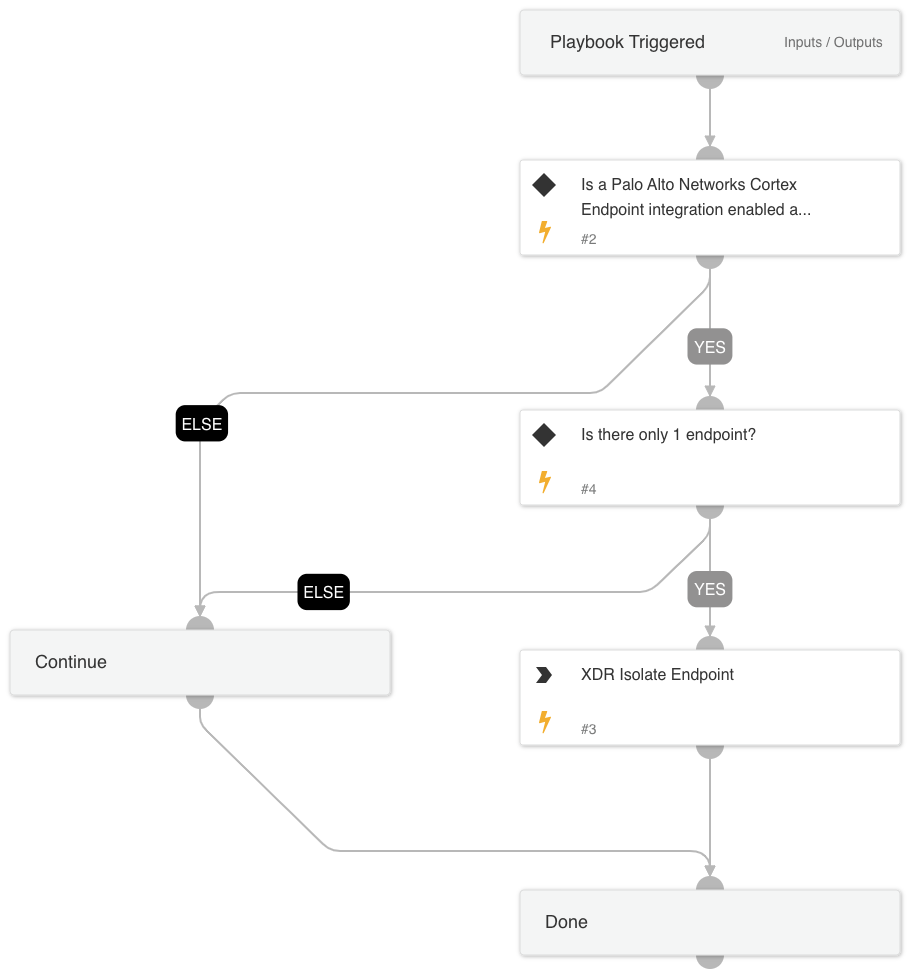 Playbook Triggered Inputs / Outputs
Is a Palo Alto Networks Cortex
Endpoint integration enabled a...
#2
YES
ELSE
Is there only 1 endpoint?
#4
YES
ELSE
Continue
XDR Isolate Endpoint
#3
Done